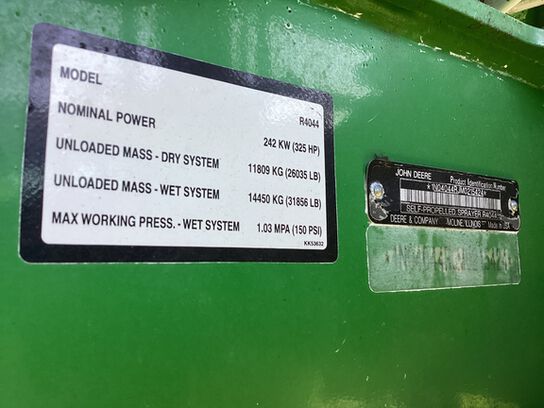 MODEL R4044
NOMINAL POWER 242 KW (325 HP)
UNLOADED MASS - DRY SYSTEM 11809 KG (26035 LB)
UNLOADED MASS - WET SYSTEM 14450 KG (31856 LB)
MAX WORKING PRESS. - WET SYSTEM 1.03 MPA (150 PSI)
KK53632
JOHN DEERE Product Identification Number
SELF-PROPELLED SPRAYER R4044
DEERE & COMPANY MOLINE, ILLINOIS Made in USA